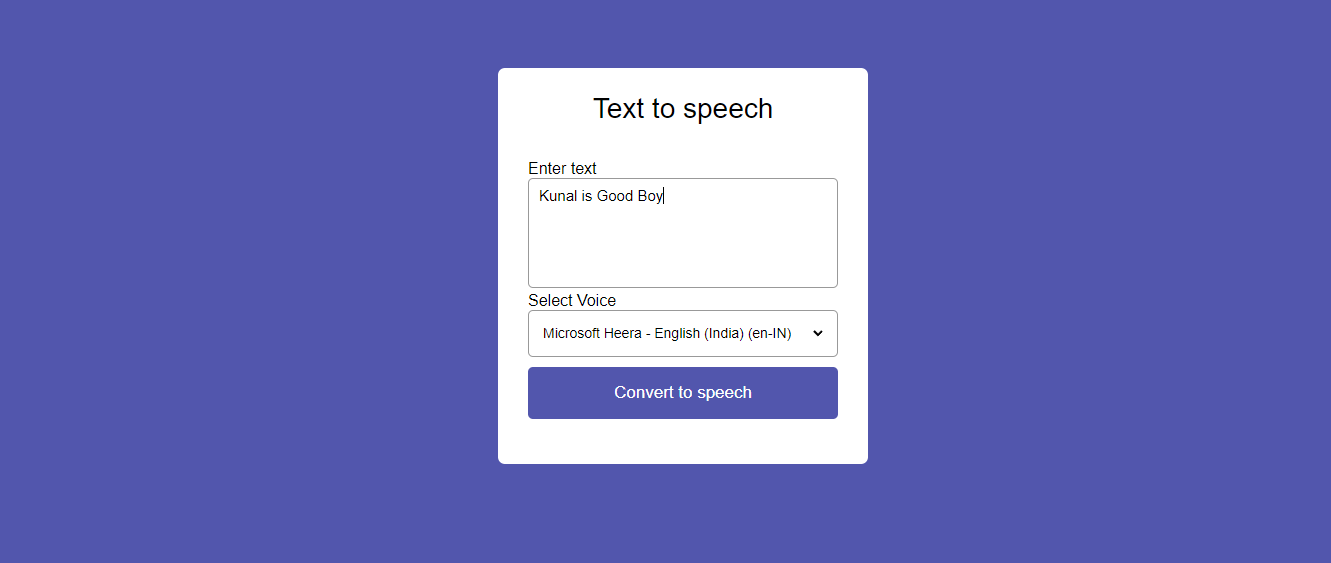 Text to speech
Enter text
Kunal is Good Boy
Select Voice
Microsoft Heera - English (India) (en-IN)
Convert to speech